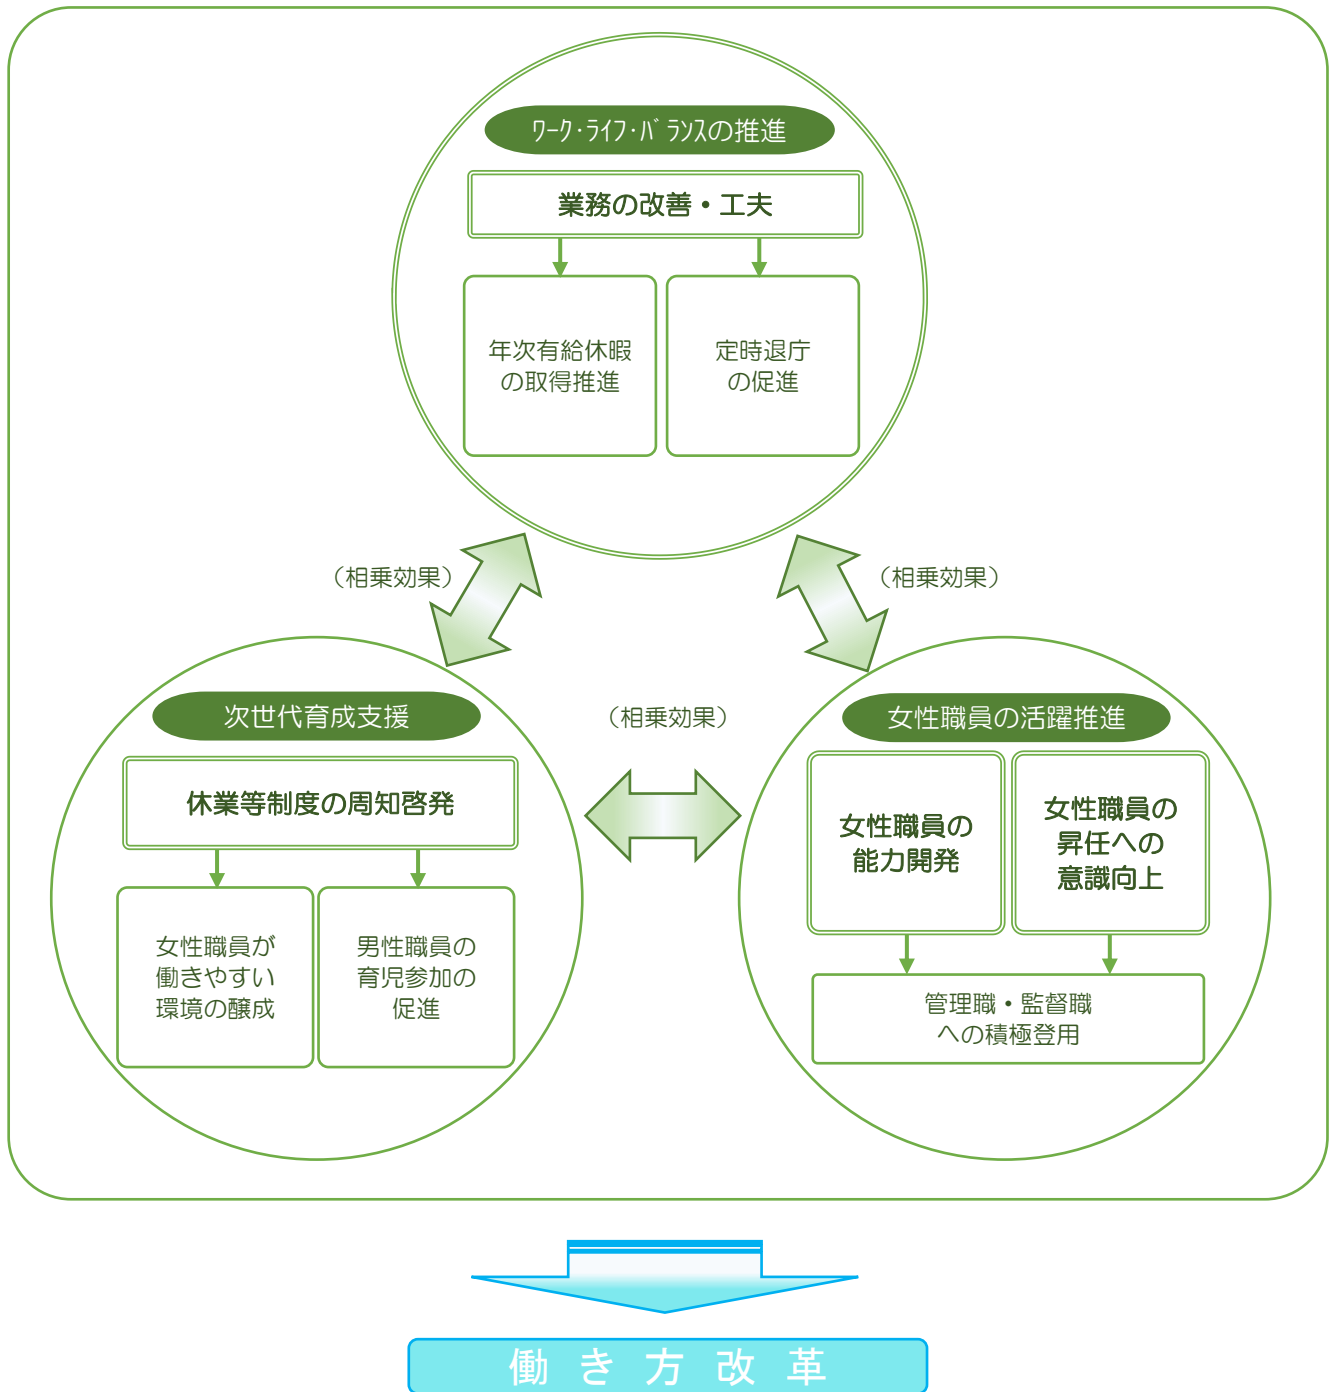 ﾜｰｸ･ﾗｲﾌ･ﾊﾞﾗﾝｽの推進
業務の改善・工夫
年次有給休暇
の取得推進
定時退庁
の促進
（相乗効果）
（相乗効果）
（相乗効果）
次世代育成支援
休業等制度の周知啓発
女性職員が
働きやすい
環境の醸成
男性職員の
育児参加の
促進
女性職員の活躍推進
女性職員の
能力開発
女性職員の
昇任への
意識向上
管理職・監督職
への積極登用
働き方改革